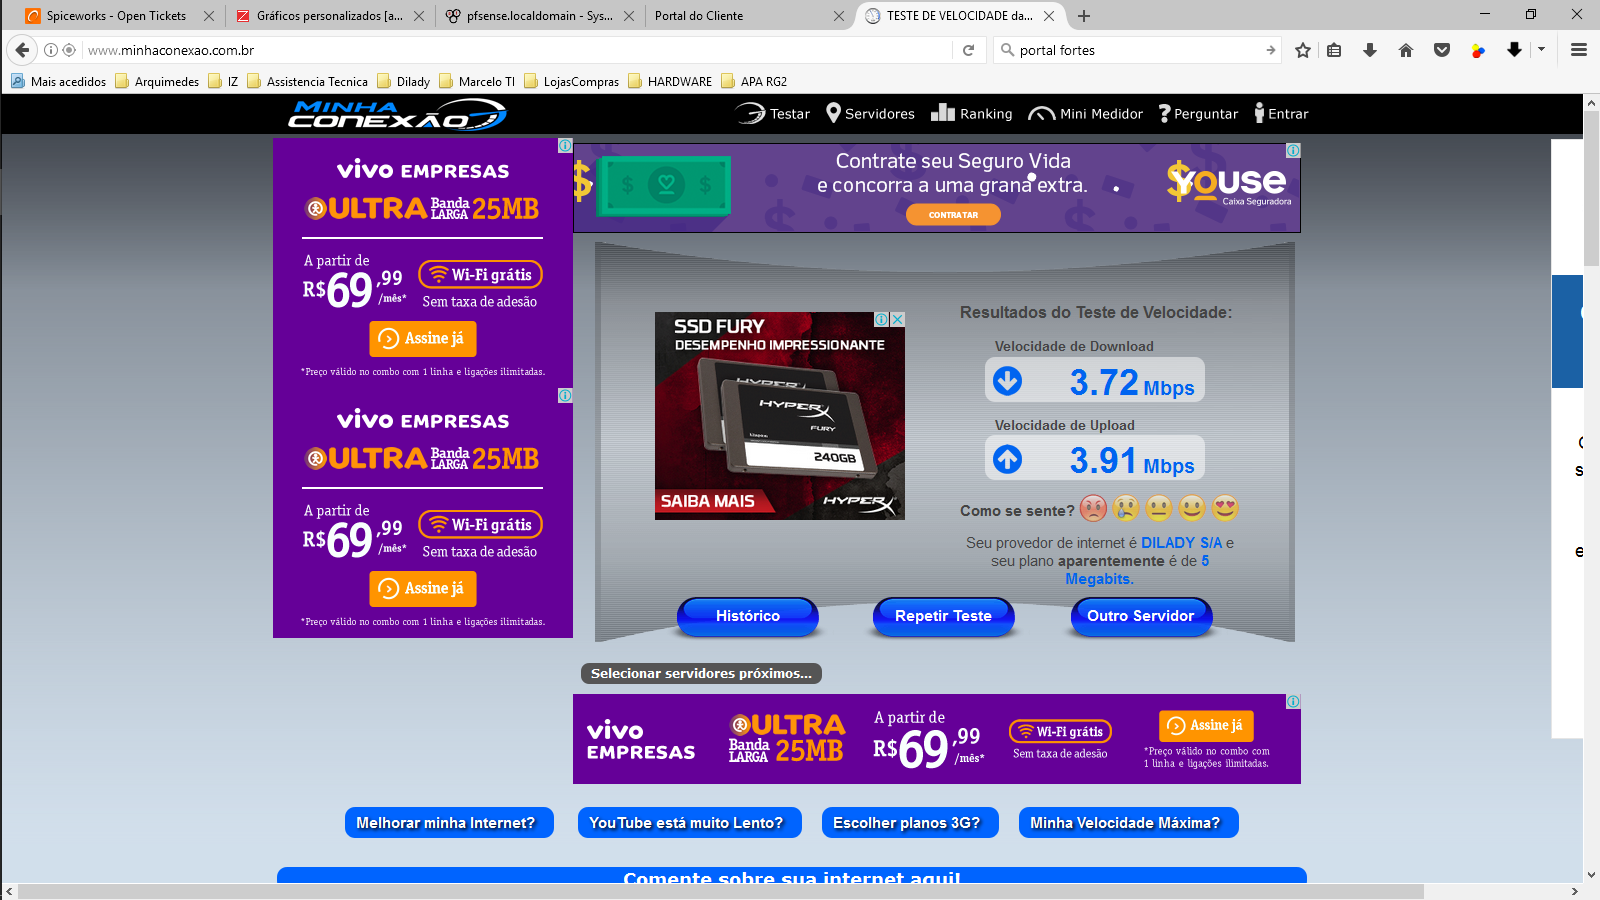 Spiceworks - Open Tickets
Gráficos personalizados [a...
pfsense.localdomain - Sys...
Portal do Cliente
TESTE DE VELOCIDADE da...
www.minhaconexao.com.br
portal fortes
Mais acedidos
Arquimedes
IZ
Assistencia Tecnica
Dilady
Marcelo TI
LojasCompras
HARDWARE
APA RG2
MINHA
CONEXÃO
Testar
Servidores
Ranking
Mini Medidor
Perguntar
Entrar
vivo EMPRESAS
ULTRA Banda LARGA 25MB
A partir de
R$69,99 /mês*
Wi-Fi grátis
Sem taxa de adesão
Assine já
*Preço válido no combo com 1 linha e ligações ilimitadas.
vivo EMPRESAS
ULTRA Banda LARGA 25MB
A partir de
R$69,99 /mês*
Wi-Fi grátis
Sem taxa de adesão
Assine já
*Preço válido no combo com 1 linha e ligações ilimitadas.
Contrate seu Seguro Vida
e concorra a uma grana extra.
CONTRATAR
YOUSE
Caixa Seguradora
SSD FURY
DESEMPENHO IMPRESSIONANTE
HYPERX
FURY
240GB
SAIBA MAIS
HYPERX
Resultados do Teste de Velocidade:
Velocidade de Download
3.72 Mbps
Velocidade de Upload
3.91 Mbps
Como se sente?
Seu provedor de internet é DILADY S/A e
seu plano aparentemente é de 5
Megabits.
Histórico
Repetir Teste
Outro Servidor
Selecionar servidores próximos...
vivo
EMPRESAS
ULTRA
Banda LARGA 25MB
A partir de
R$69,99 /mês*
Wi-Fi grátis
Sem taxa de adesão
Assine já
*Preço válido no combo com
1 linha e ligações ilimitadas.
Melhorar minha Internet?
YouTube está muito Lento?
Escolher planos 3G?
Minha Velocidade Máxima?
Comente sobre sua internet aqui!